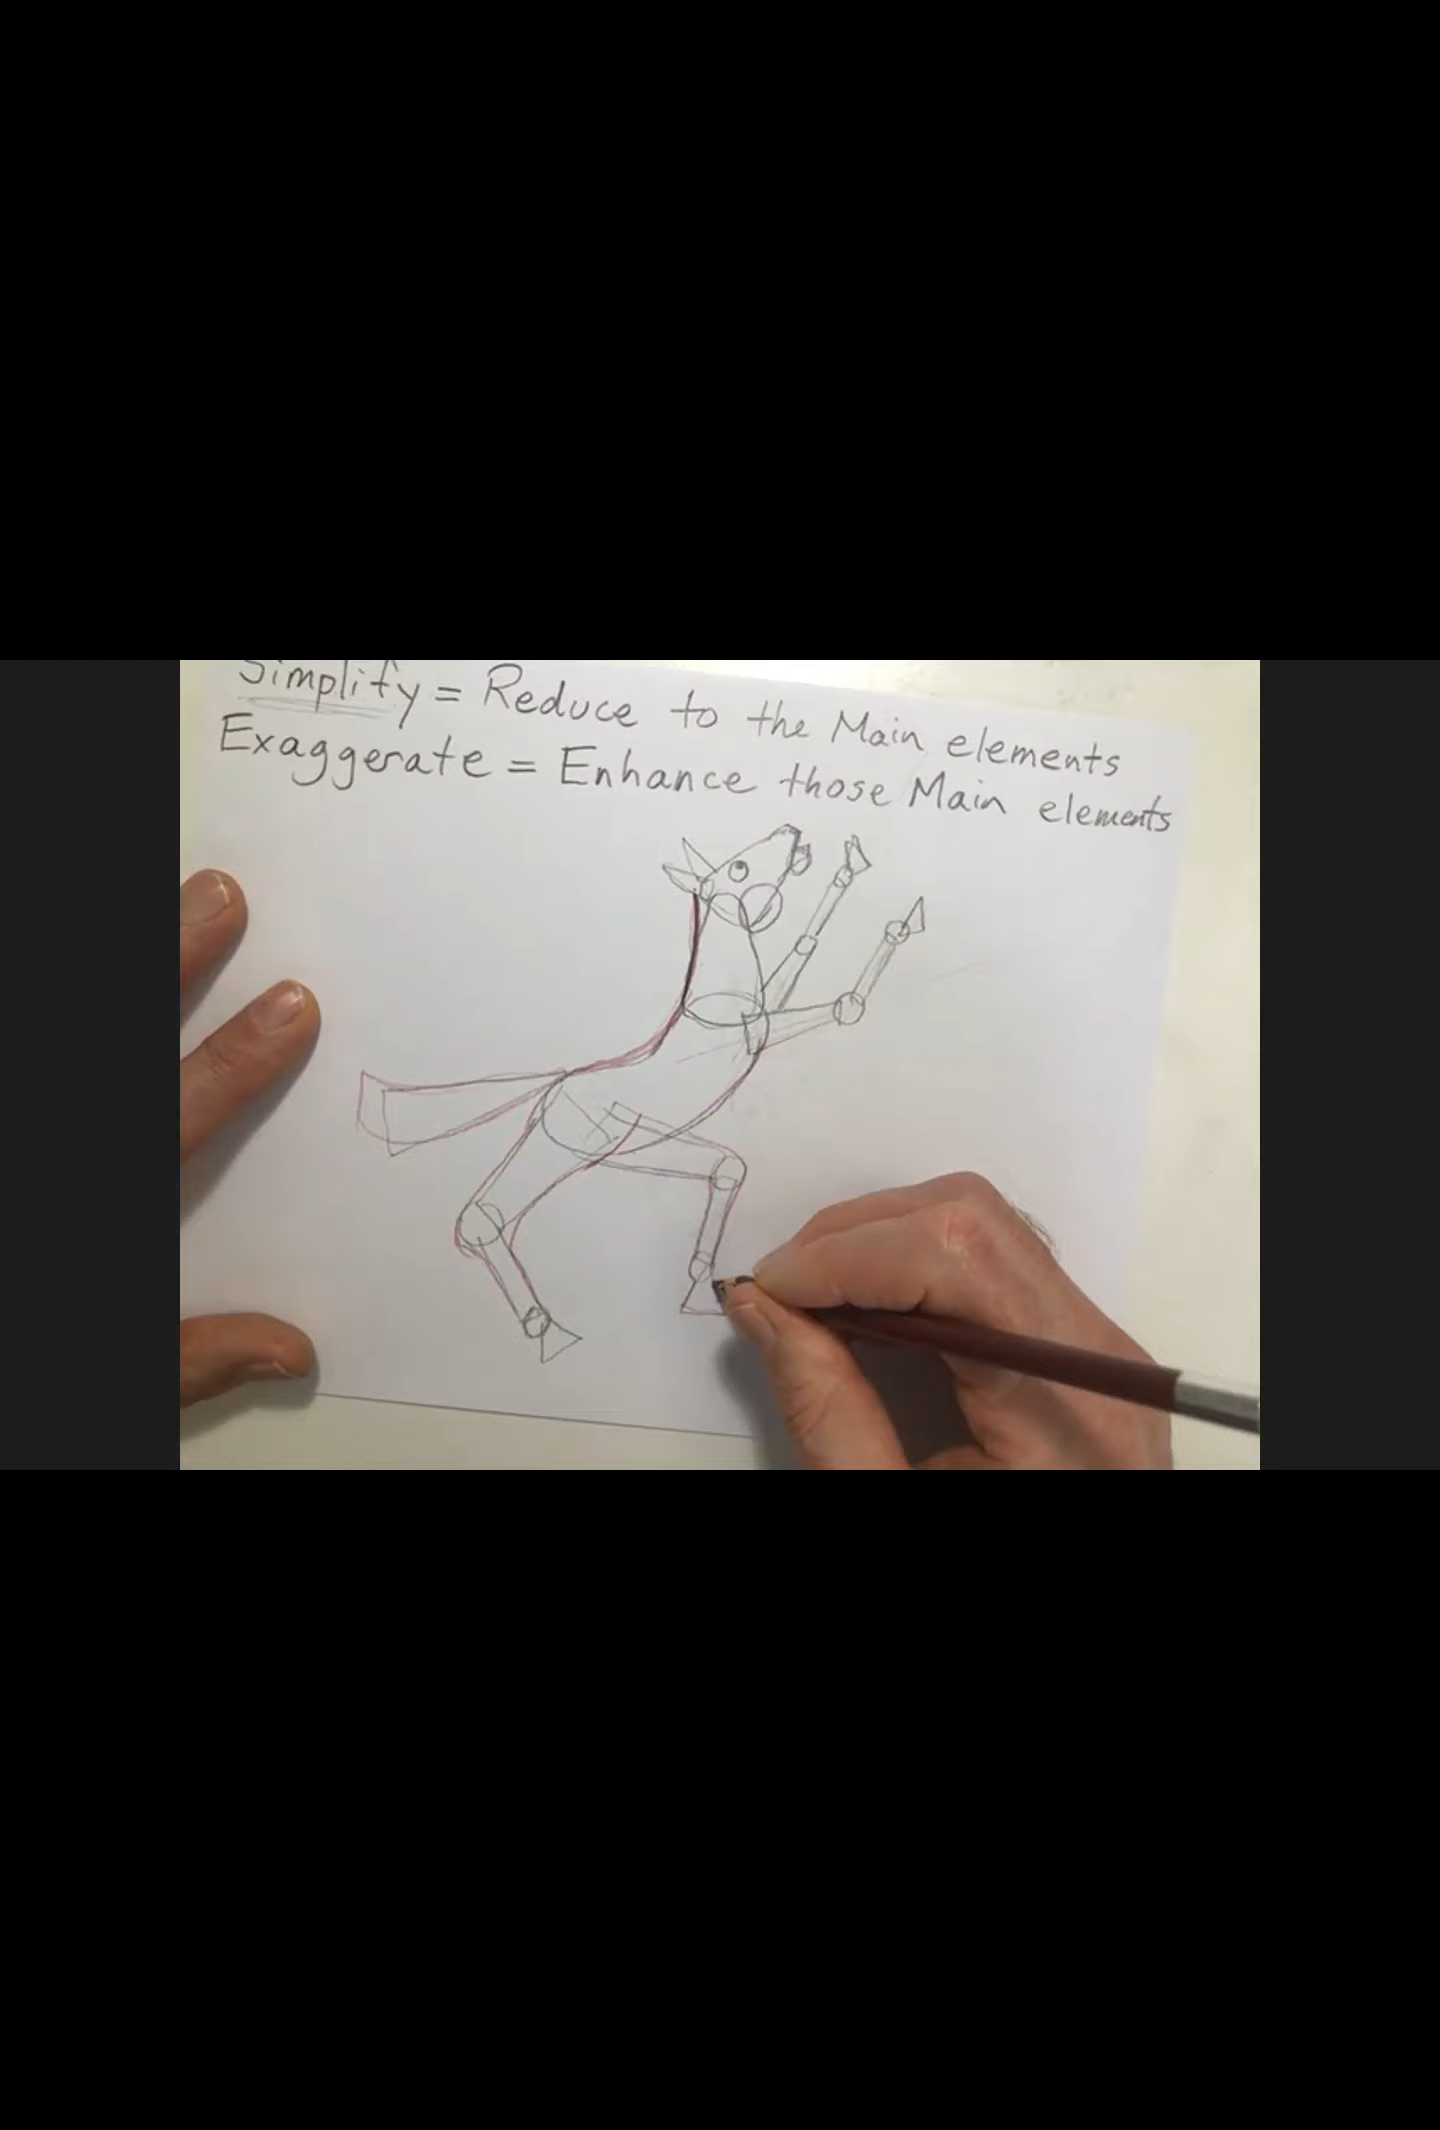 Simplify = Reduce to the Main elements
Exaggerate = Enhance those Main elements